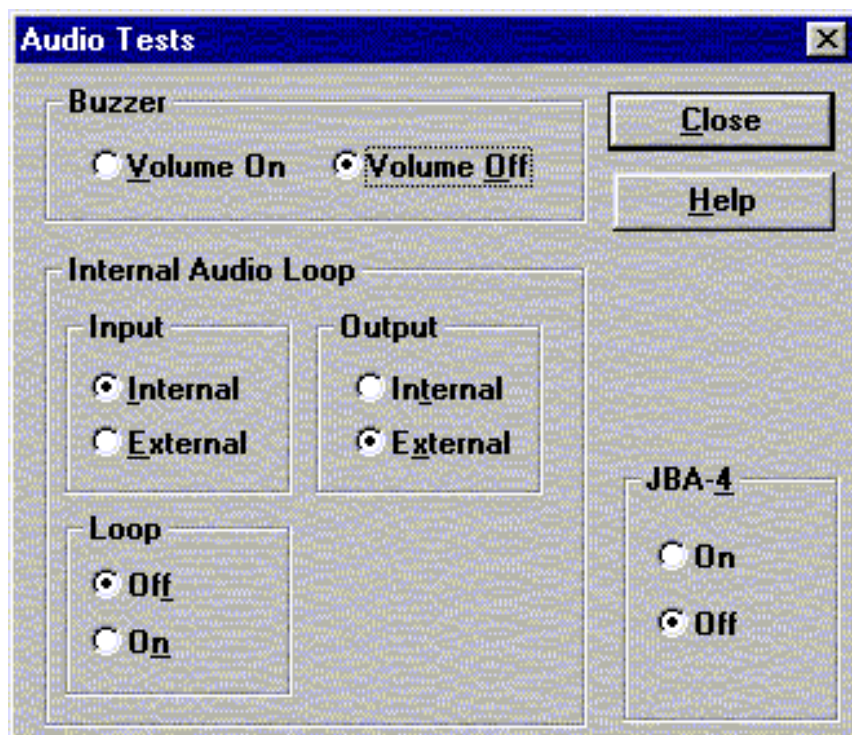 Audio Tests
Buzzer
Volume On
Volume Off
Close
Help
Internal Audio Loop
Input
Internal
External
Output
Internal
External
Loop
Off
On
JBA-4
On
Off